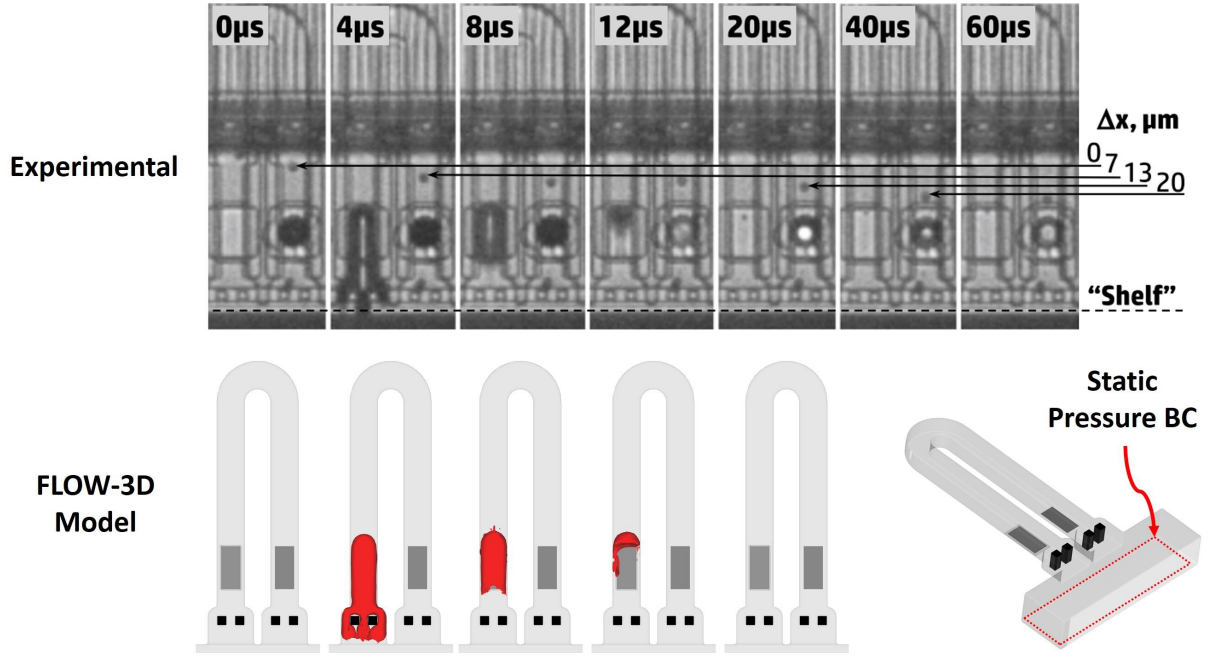 0μs
4μs
8μs
12μs
20μs
40μs
60μs
Δx, μm
Experimental
0
7
13
20
“Shelf”
Static
Pressure BC
FLOW-3D
Model